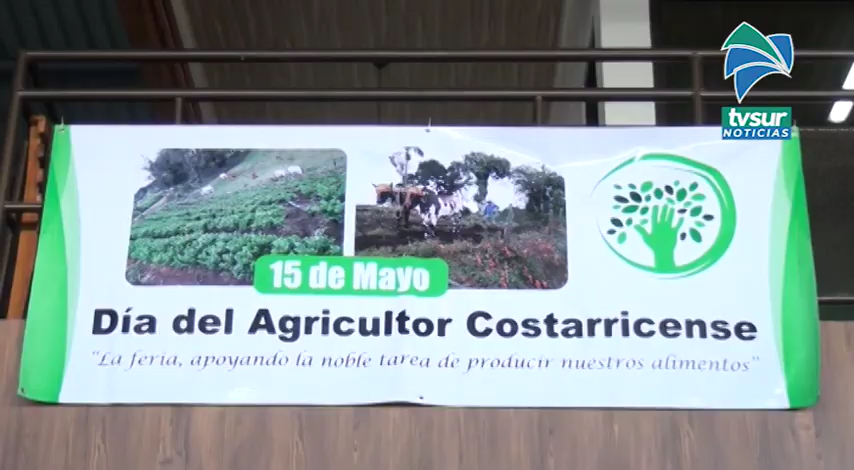 tvsur
NOTICIAS
15 de Mayo
Día del Agricultor Costarricense
"La feria, apoyando la noble tarea de producir nuestros alimentos"